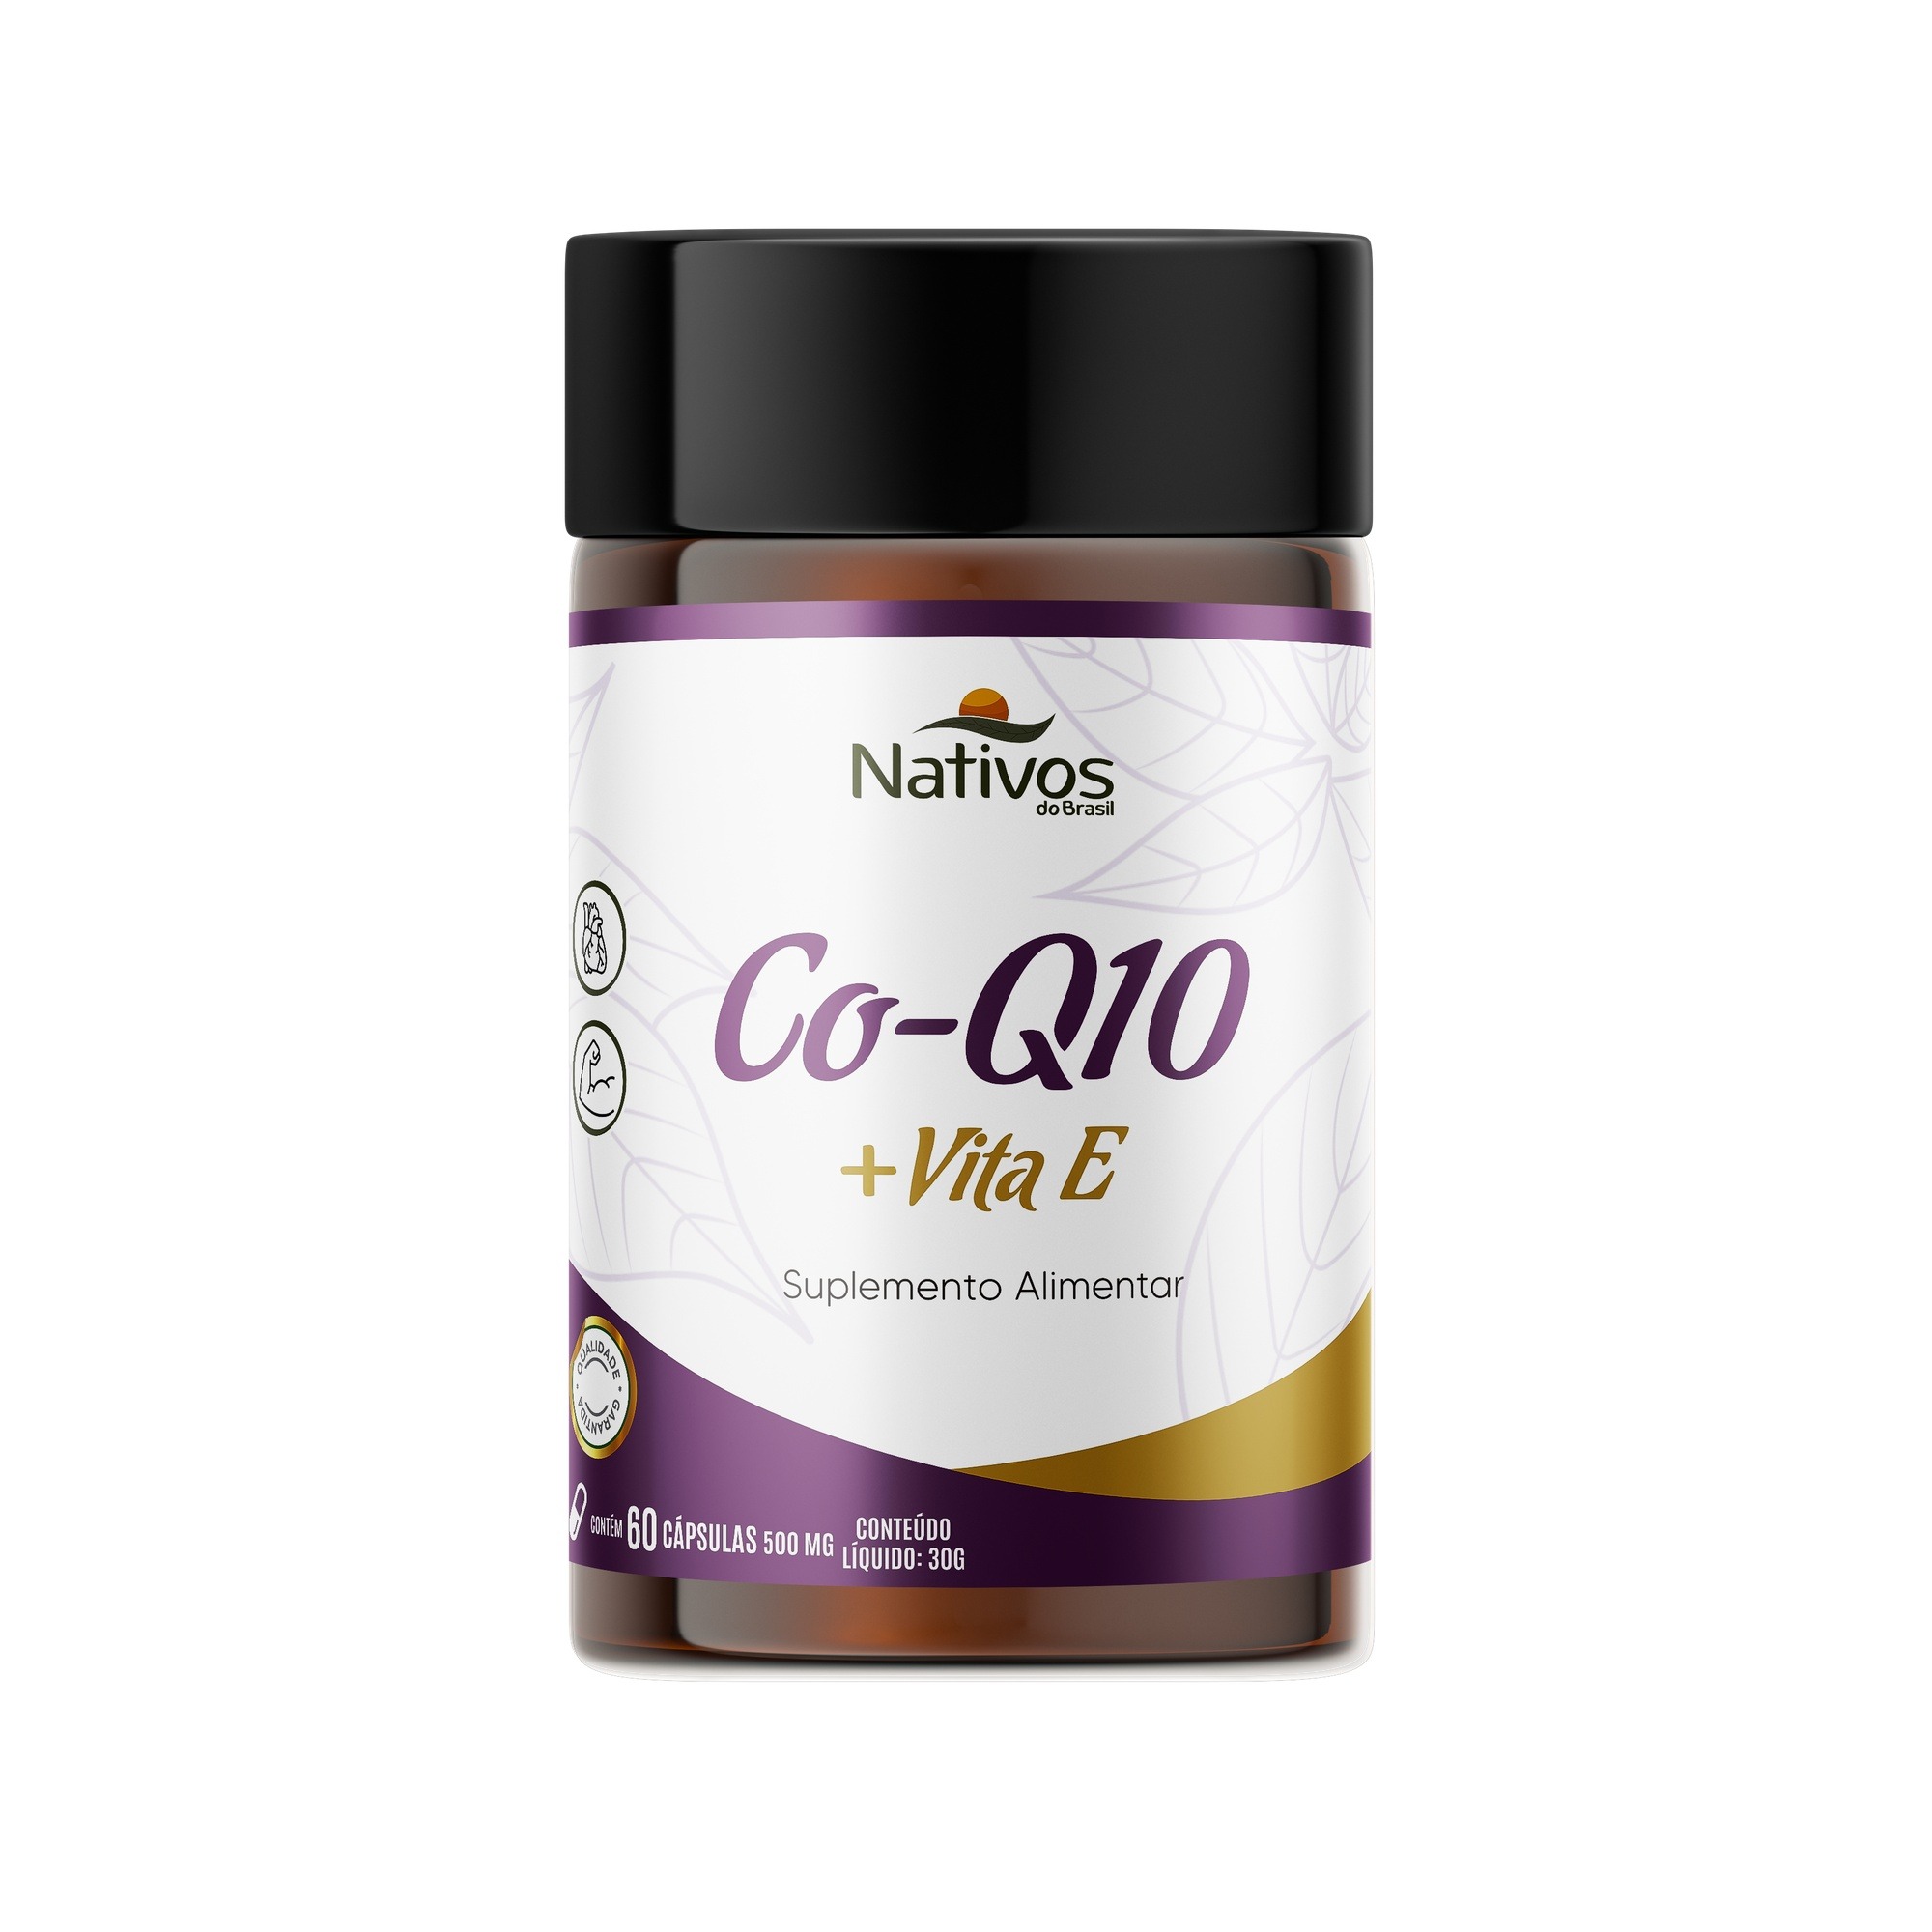 Nativos
do Brasil
Co-Q10
+Vita E
Suplemento Alimentar
QUALIDADE • GARANTIDA •
CONTÉM 60 CÁPSULAS 500 MG
CONTEÚDO
LÍQUIDO: 30G